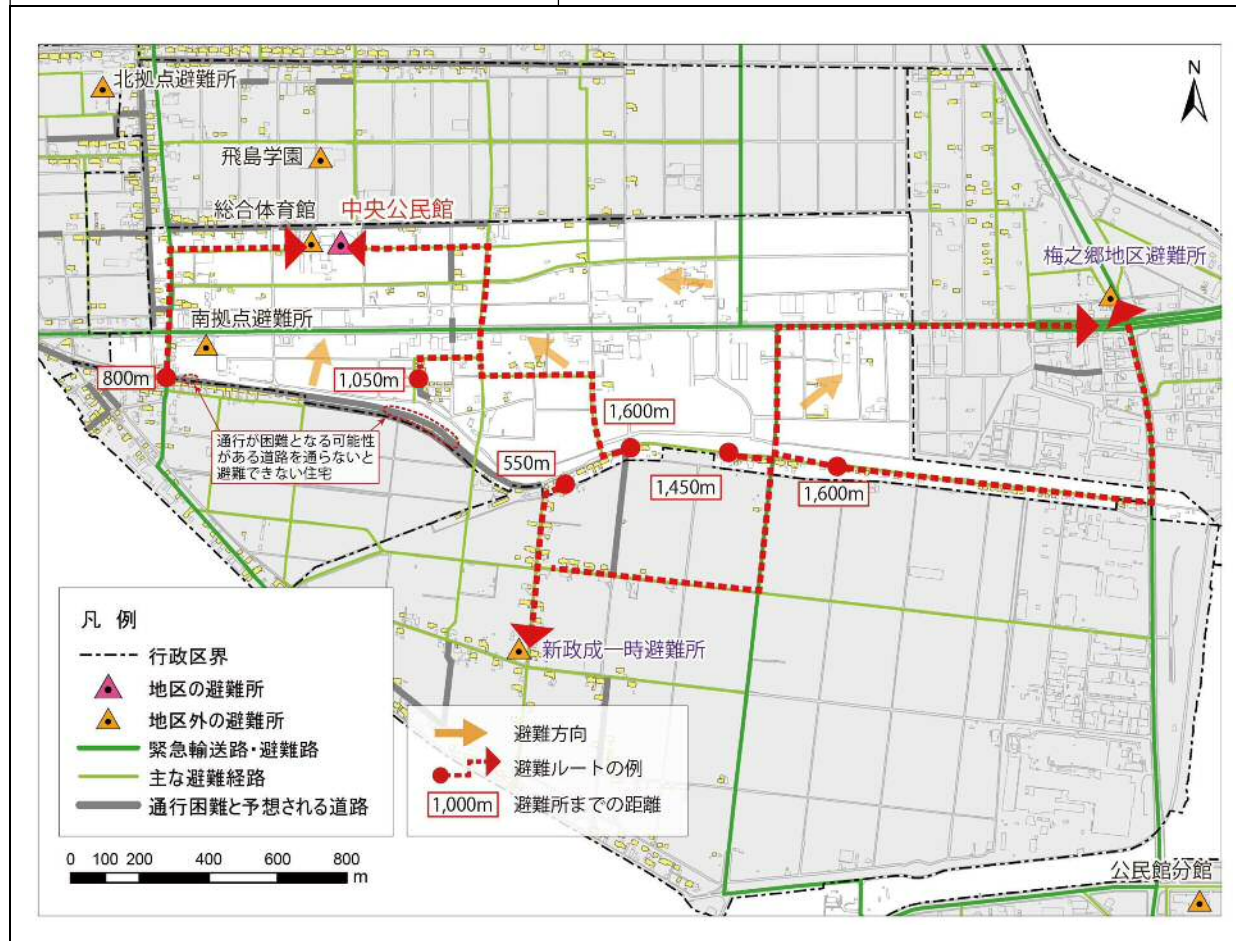 北拠点避難所
N
飛島学園
総合体育館
中央公民館
梅之郷地区避難所
南拠点避難所
800m
1,050m
1,600m
通行が困難となる可能性
がある道路を通らないと
避難できない住宅
550m
1,450m
1,600m
新政成一時避難所
凡 例
行政区界
地区の避難所
地区外の避難所
緊急輸送路・避難路
主な避難経路
通行困難と予想される道路
避難方向
避難ルートの例
1,000m 避難所までの距離
0 100 200 400 600 800
m
公民館分館